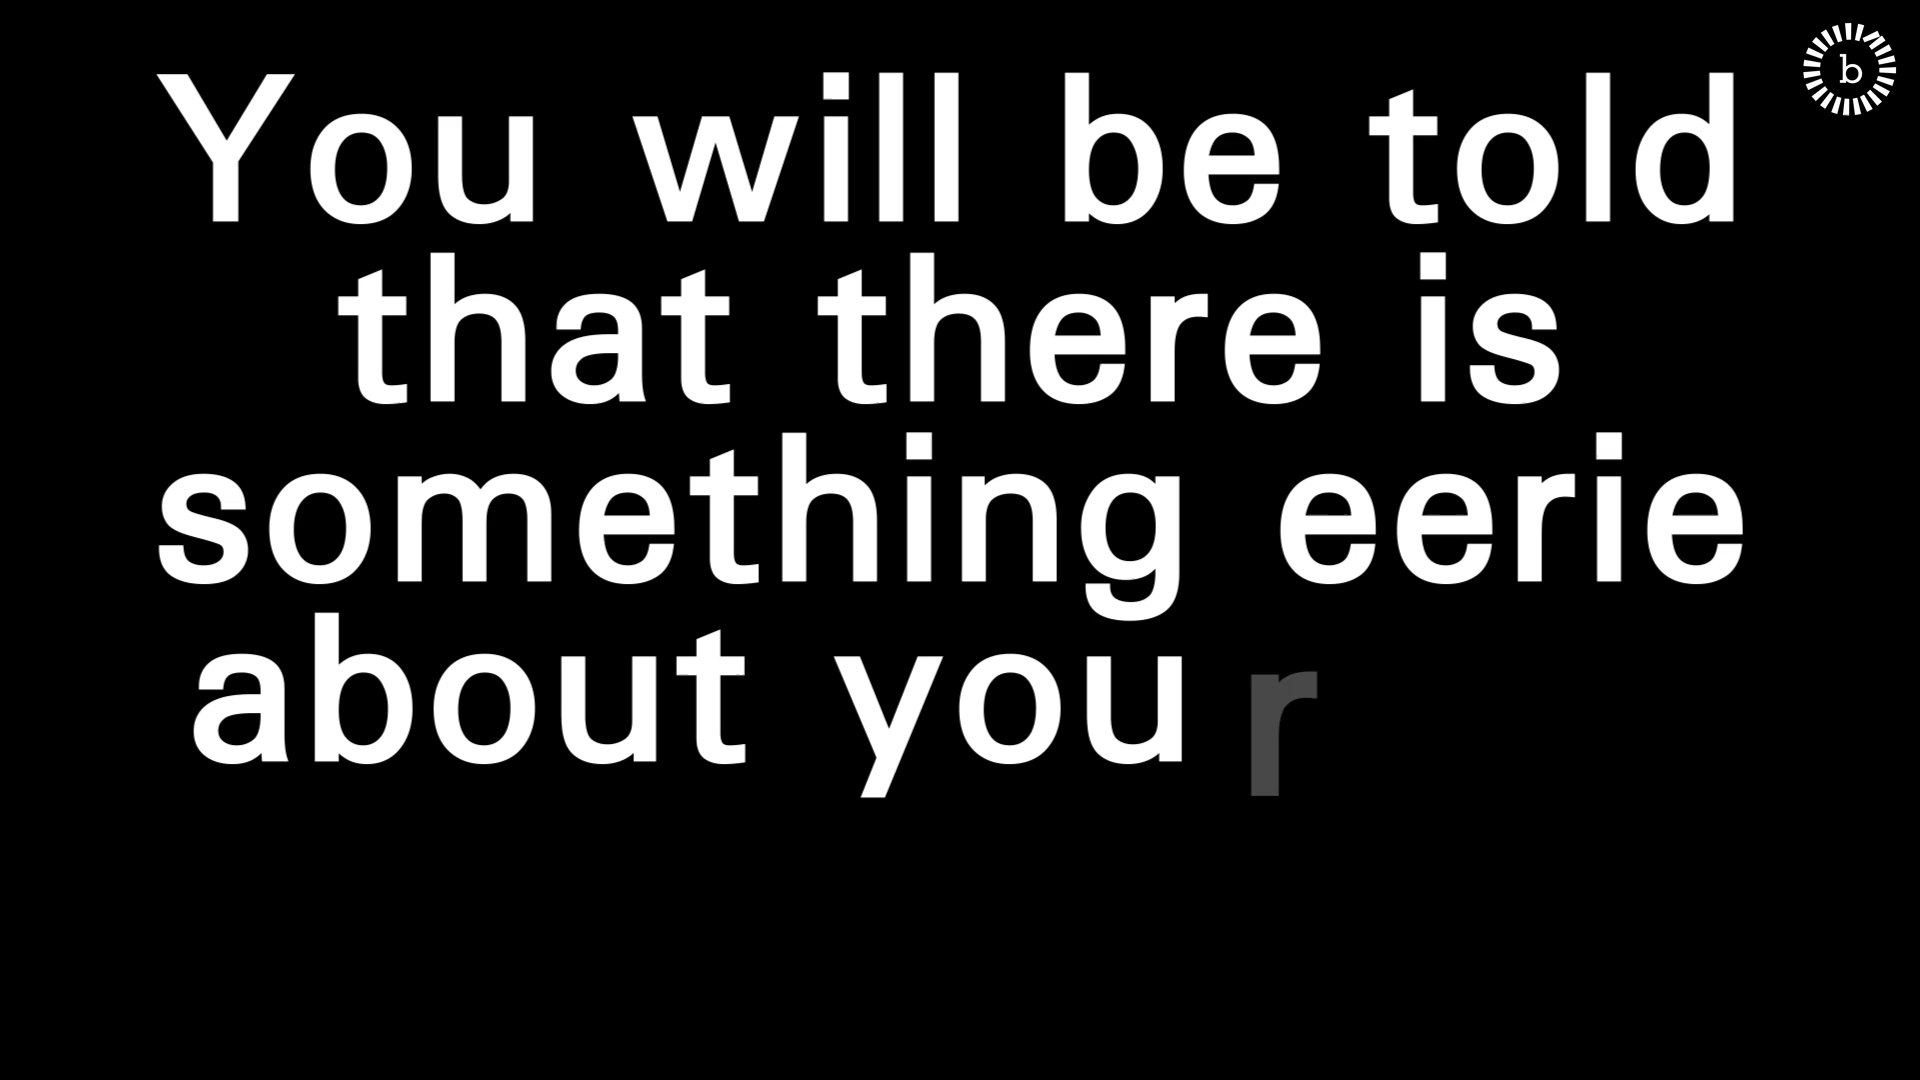 b
You will be told
that there is
something eerie
about your